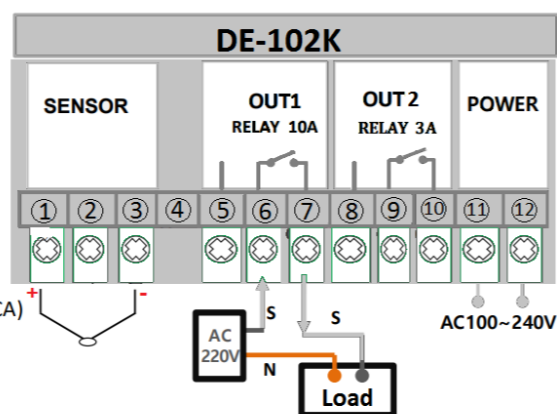 DE-102K
SENSOR
OUT1
RELAY 10A
OUT 2
RELAY 3A
POWER
① ② ③ ④ ⑤ ⑥ ⑦ ⑧ ⑨ ⑩ ⑪ ⑫
+ -
CA)
S
S
AC100~240V
AC
220V
N
Load